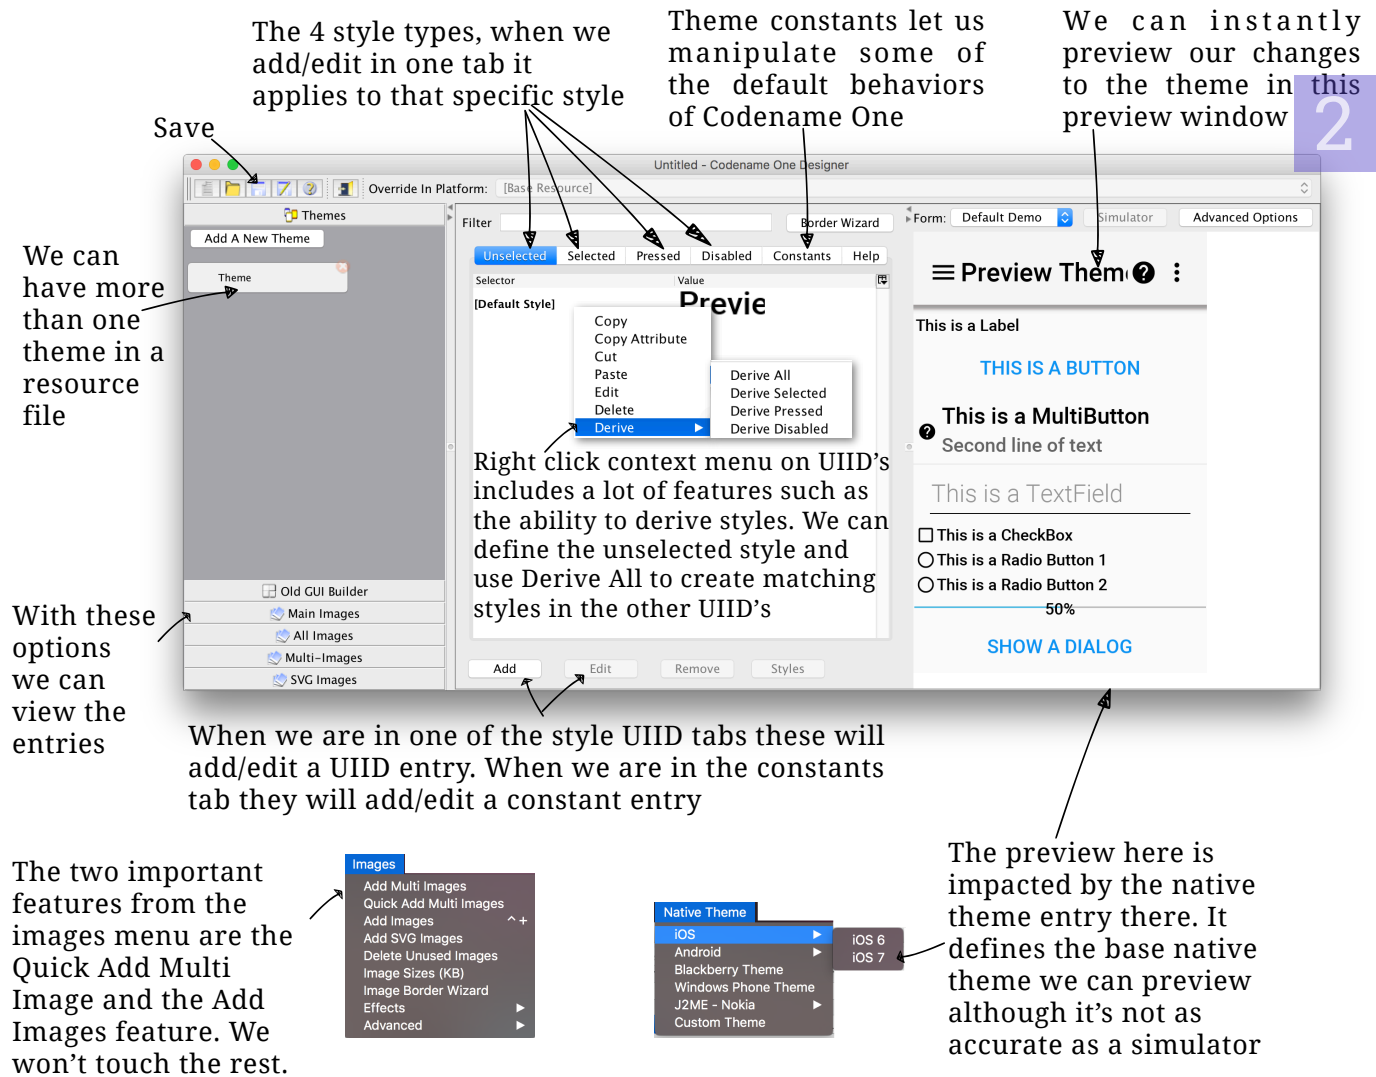 The 4 style types, when we
add/edit in one tab it
applies to that specific style
Theme constants let us
manipulate some of
the default behaviors
of Codename One
We can instantly
preview our changes
to the theme in this
preview window
2
Save
Untitled - Codename One Designer
Override In Platform: [Base Resource]
Themes
Add A New Theme
Theme
We can
have more
than one
theme in a
resource
file
Old GUI Builder
Main Images
All Images
Multi-Images
SVG Images
With these
options
we can
view the
entries
Filter
Border Wizard
Unselected Selected Pressed Disabled Constants Help
Selector Value
[Default Style] Previe
Copy
Copy Attribute
Cut
Paste
Edit
Delete
Derive
Derive All
Derive Selected
Derive Pressed
Derive Disabled
Right click context menu on UIID's
includes a lot of features such as
the ability to derive styles. We can
define the unselected style and
use Derive All to create matching
styles in the other UIID's
Add Edit Remove Styles
Form: Default Demo Simulator Advanced Options
Preview Them
This is a Label
THIS IS A BUTTON
This is a MultiButton
Second line of text
This is a TextField
This is a CheckBox
This is a Radio Button 1
This is a Radio Button 2
50%
SHOW A DIALOG
When we are in one of the style UIID tabs these will
add/edit a UIID entry. When we are in the constants
tab they will add/edit a constant entry
The two important
features from the
images menu are the
Quick Add Multi
Image and the Add
Images feature. We
won't touch the rest.
Images
Add Multi Images
Quick Add Multi Images
Add Images ^+
Add SVG Images
Delete Unused Images
Image Sizes (KB)
Image Border Wizard
Effects
Advanced
Native Theme
iOS
Android
Blackberry Theme
Windows Phone Theme
J2ME - Nokia
Custom Theme
iOS 6
iOS 7
The preview here is
impacted by the native
theme entry there. It
defines the base native
theme we can preview
although it's not as
accurate as a simulator